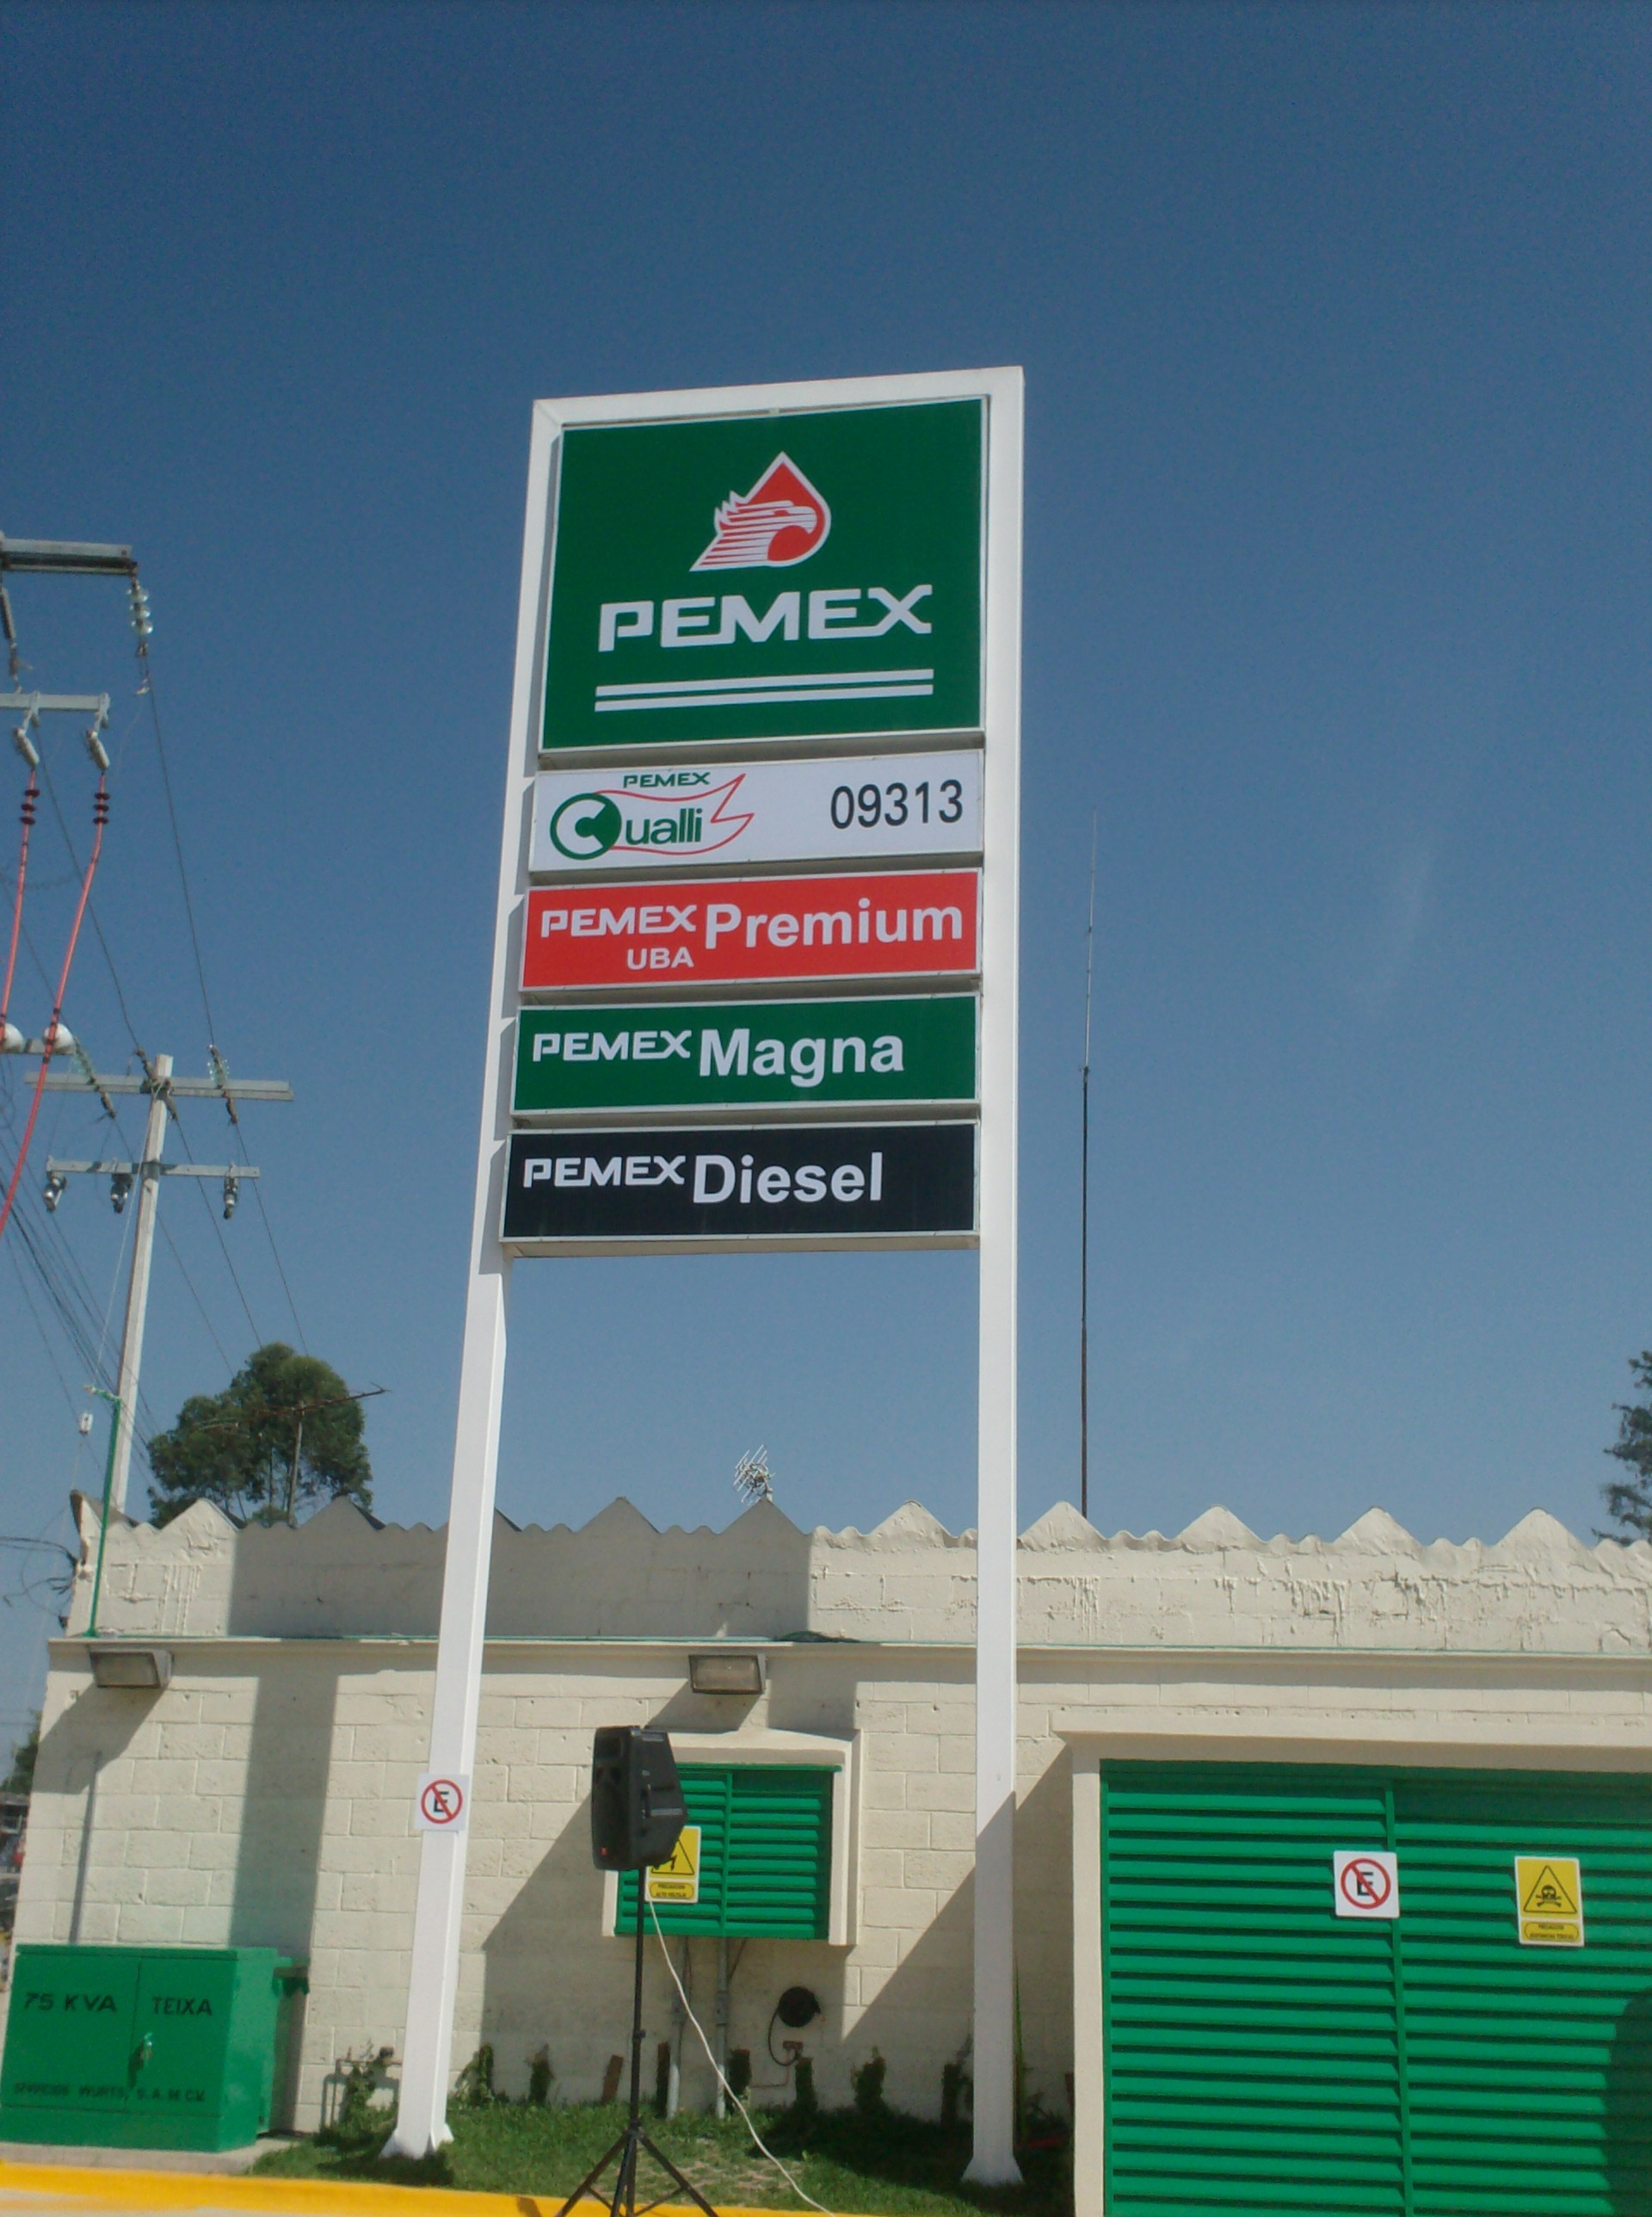 PEMEX
PEMEX
Cualli
09313
PEMEX Premium
UBA
PEMEX Magna
PEMEX Diesel
E
E
75 KVA TEIXA